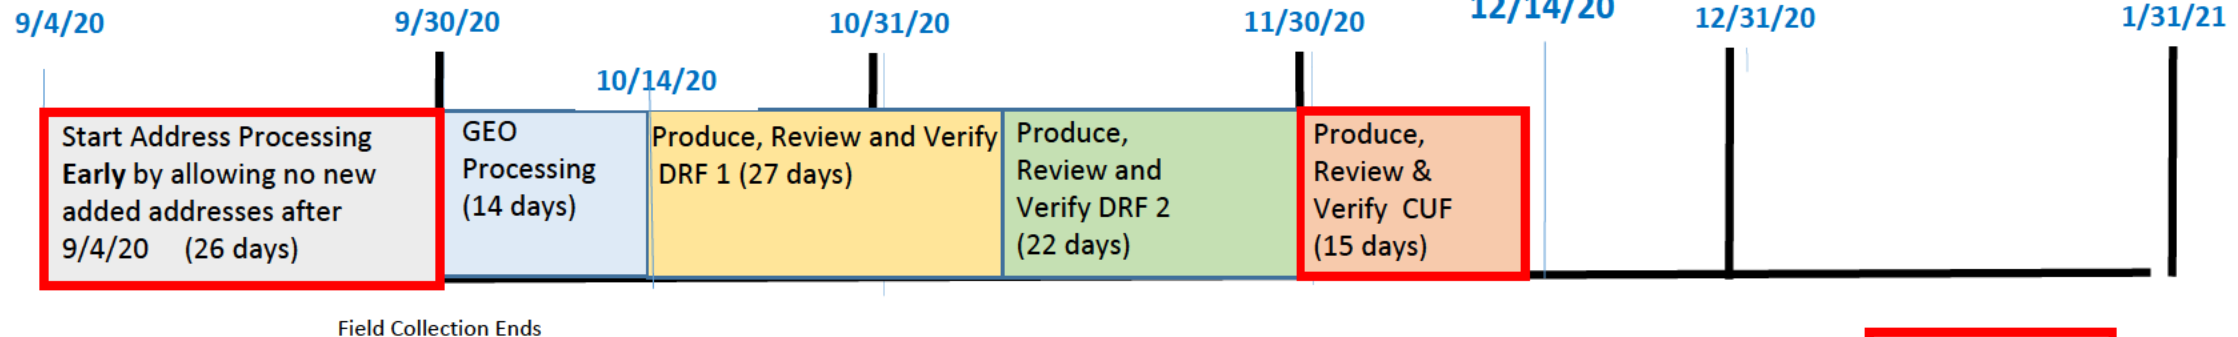 9/4/20
9/30/20
10/31/20
11/30/20
12/14/20
12/31/20
1/31/21
10/14/20
Start Address Processing
Early by allowing no new
added addresses after
9/4/20 (26 days)
GEO
Processing
(14 days)
Produce, Review and Verify
DRF 1 (27 days)
Produce,
Review and
Verify DRF 2
(22 days)
Produce,
Review &
Verify CUF
(15 days)
Field Collection Ends